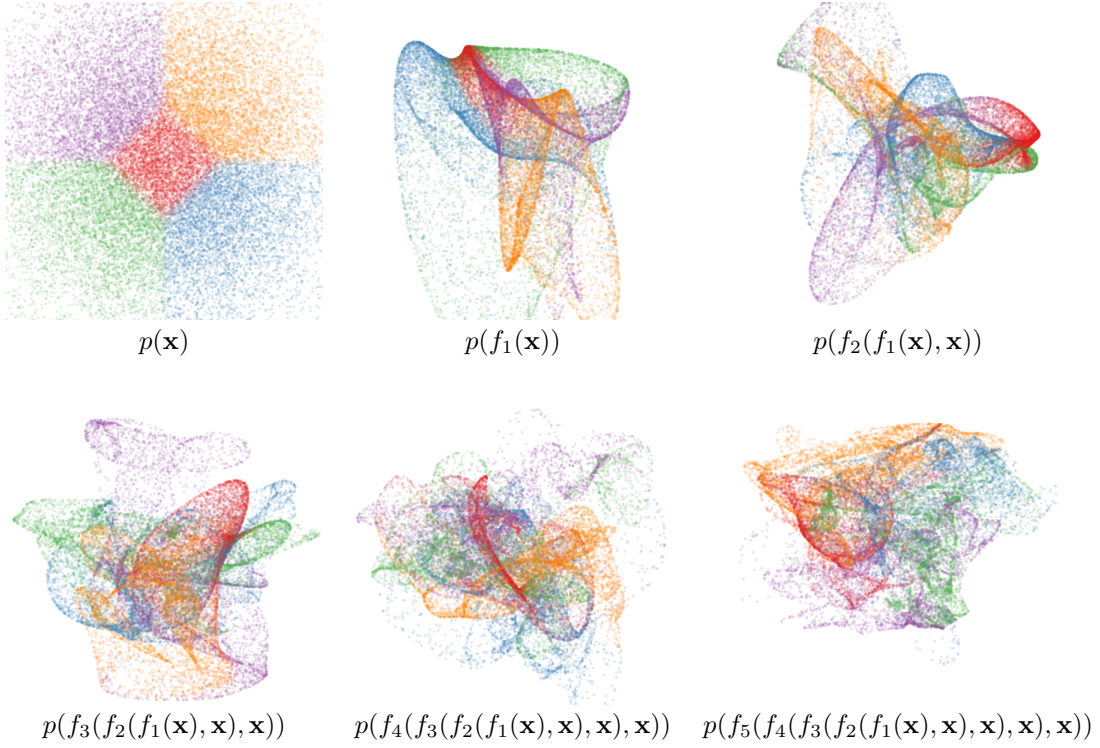 p(x)
p(f₁(x))
p(f₂(f₁(x), x))
p(f₃(f₂(f₁(x), x), x))
p(f₄(f₃(f₂(f₁(x), x), x), x))
p(f₅(f₄(f₃(f₂(f₁(x), x), x), x), x))